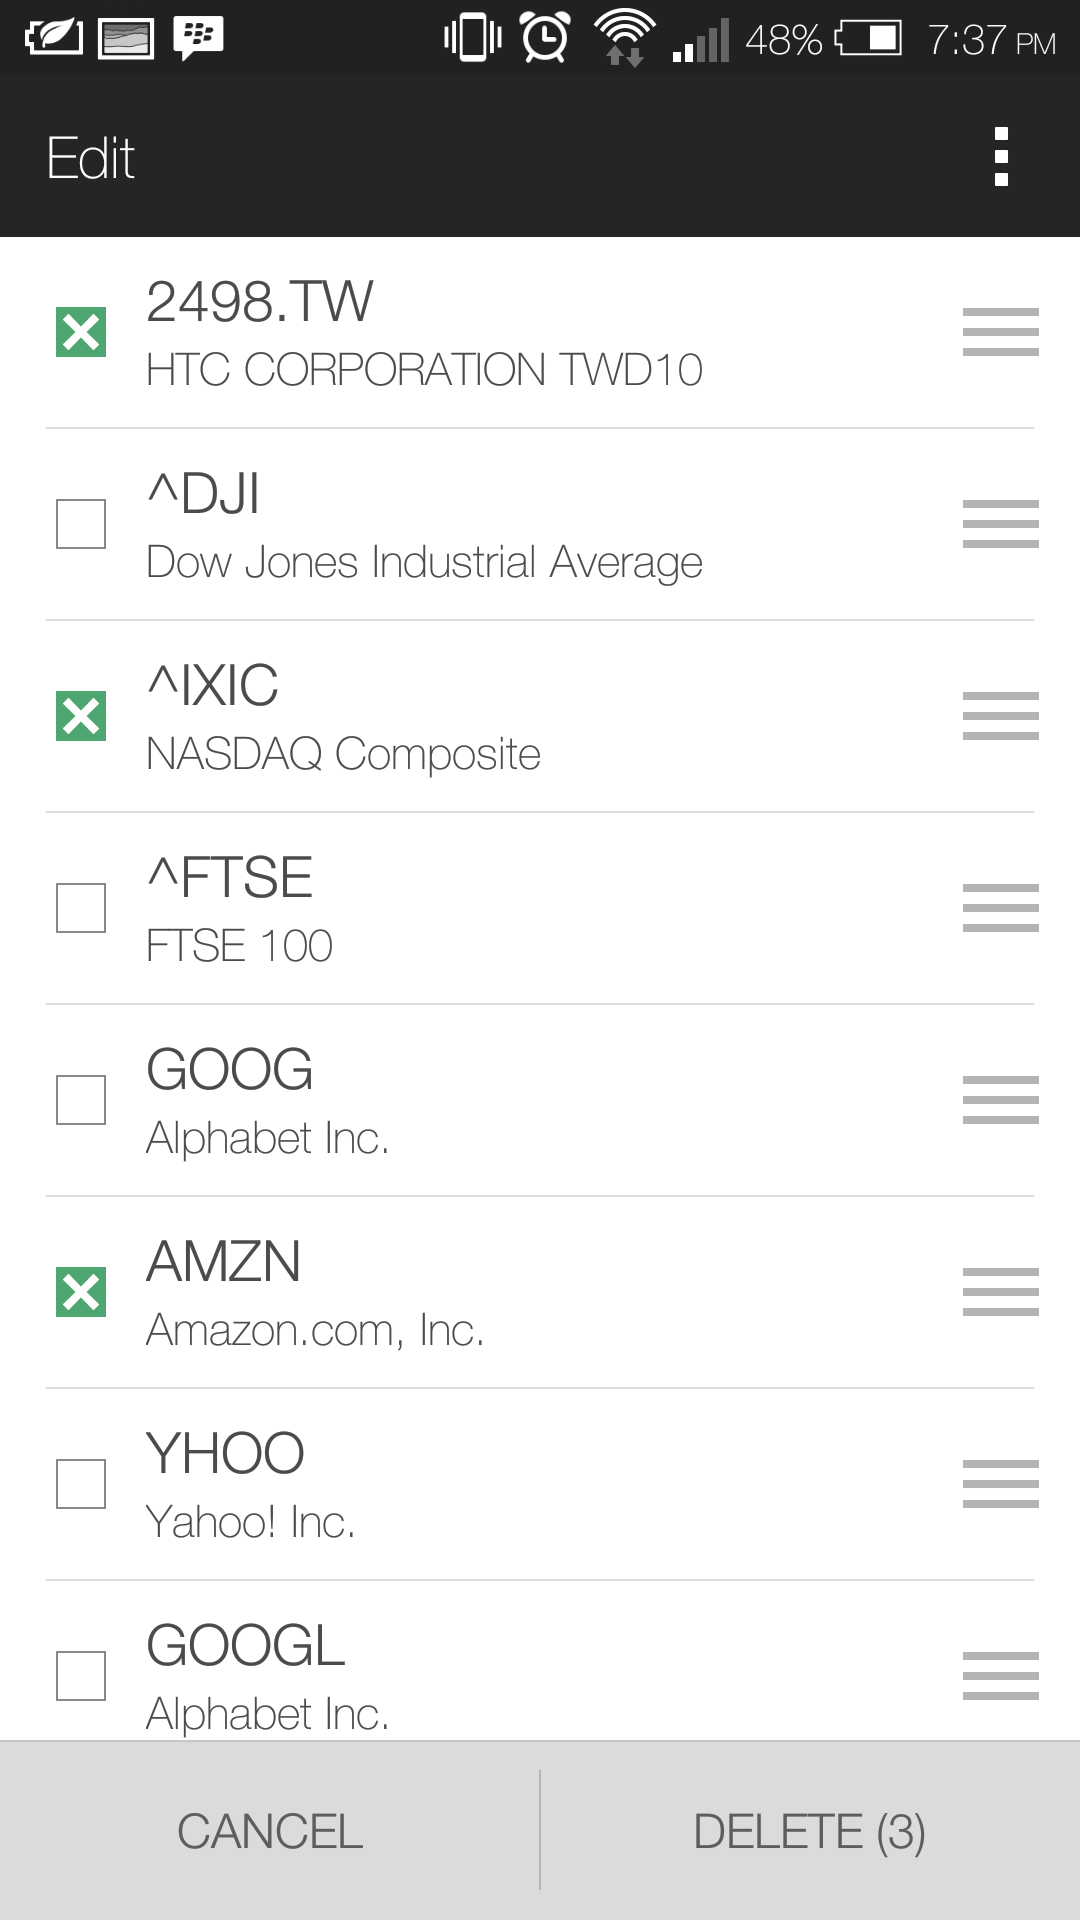 48% 7:37 PM
Edit
2498.TW
HTC CORPORATION TWD10
^DJI
Dow Jones Industrial Average
^IXIC
NASDAQ Composite
^FTSE
FTSE 100
GOOG
Alphabet Inc.
AMZN
Amazon.com, Inc.
YHOO
Yahoo! Inc.
GOOGL
Alphabet Inc.
CANCEL DELETE (3)